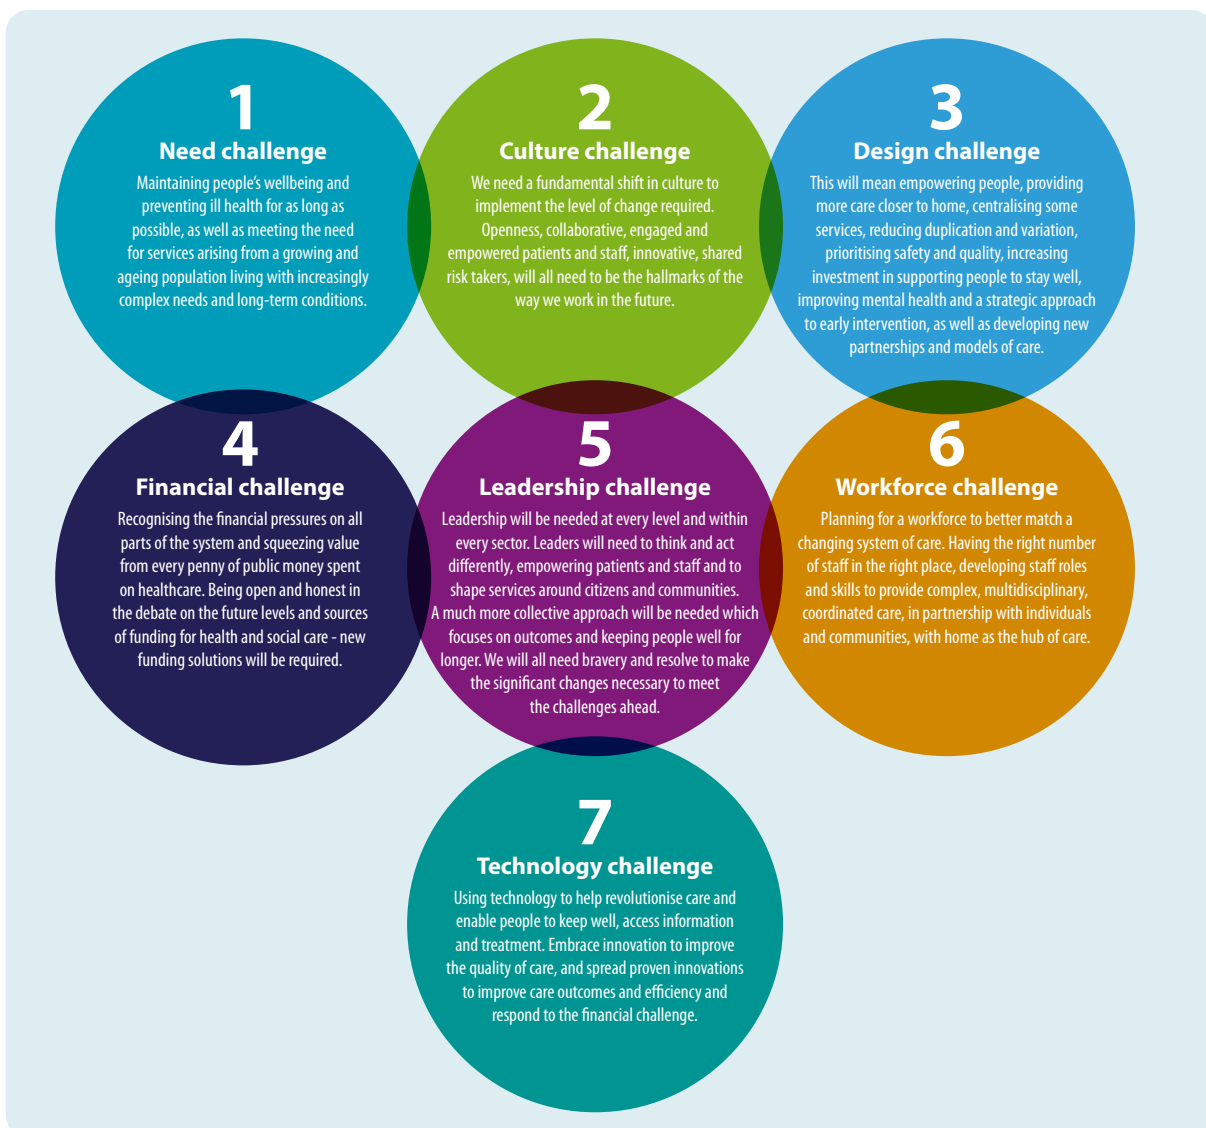 1
Need challenge
Maintaining people's wellbeing and
preventing ill health for as long as
possible, as well as meeting the need
for services arising from a growing and
ageing population living with increasingly
complex needs and long-term conditions.
2
Culture challenge
We need a fundamental shift in culture to
implement the level of change required.
Openness, collaborative, engaged and
empowered patients and staff, innovative, shared
risk takers, will all need to be the hallmarks of the
way we work in the future.
3
Design challenge
This will mean empowering people, providing
more care closer to home, centralising some
services, reducing duplication and variation,
prioritising safety and quality, increasing
investment in supporting people to stay well,
improving mental health and a strategic approach
to early intervention, as well as developing new
partnerships and models of care.
4
Financial challenge
Recognising the financial pressures on all
parts of the system and squeezing value
from every penny of public money spent
on healthcare. Being open and honest in
the debate on the future levels and sources
of funding for health and social care - new
funding solutions will be required.
5
Leadership challenge
Leadership will be needed at every level and within
every sector. Leaders will need to think and act
differently, empowering patients and staff and to
shape services around citizens and communities.
A much more collective approach will be needed which
focuses on outcomes and keeping people well for
longer. We will all need bravery and resolve to make
the significant changes necessary to meet
the challenges ahead.
6
Workforce challenge
Planning for a workforce to better match a
changing system of care. Having the right number
of staff in the right place, developing staff roles
and skills to provide complex, multidisciplinary,
coordinated care, in partnership with individuals
and communities, with home as the hub of care.
7
Technology challenge
Using technology to help revolutionise care and
enable people to keep well, access information
and treatment. Embrace innovation to improve
the quality of care, and spread proven innovations
to improve care outcomes and efficiency and
respond to the financial challenge.